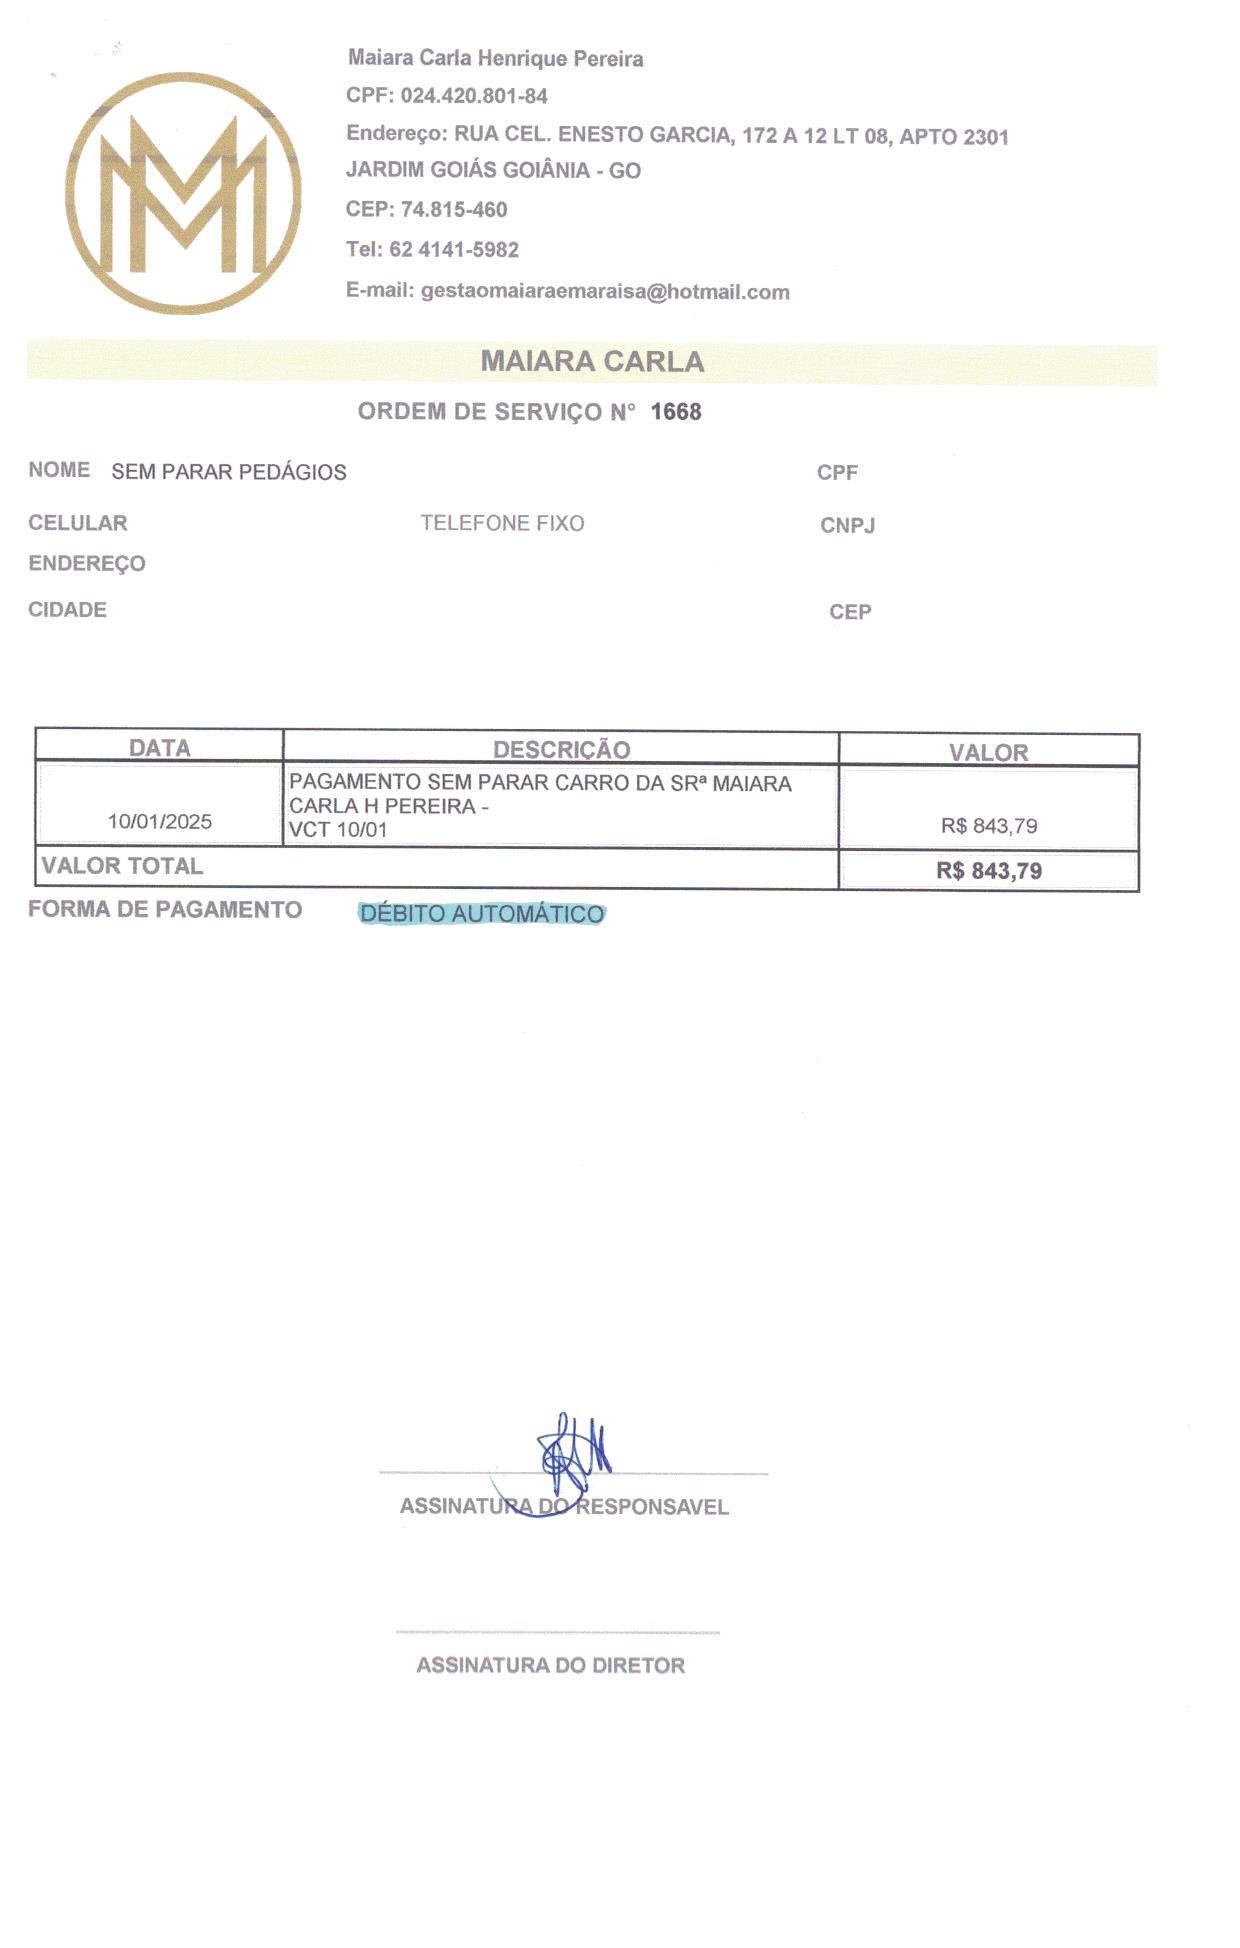 Maiara Carla Henrique Pereira
CPF: 024.420.801-84
Endereço: RUA CEL. ENESTO GARCIA, 172 A 12 LT 08, APTO 2301
JARDIM GOIÁS GOIÂNIA - GO
CEP: 74.815-460
Tel: 62 4141-5982
E-mail: gestaomaiaraemaraisa@hotmail.com
MM
MAIARA CARLA
ORDEM DE SERVIÇO N° 1668
NOME SEM PARAR PEDÁGIOS CPF
CELULAR TELEFONE FIXO CNPJ
ENDEREÇO
CIDADE CEP
DATA DESCRIÇÃO VALOR
PAGAMENTO SEM PARAR CARRO DA SRª MAIARA
CARLA H PEREIRA -
10/01/2025 VCT 10/01 R$ 843,79
VALOR TOTAL R$ 843,79
FORMA DE PAGAMENTO DÉBITO AUTOMÁTICO
ASSINATURA DO RESPONSAVEL
ASSINATURA DO DIRETOR